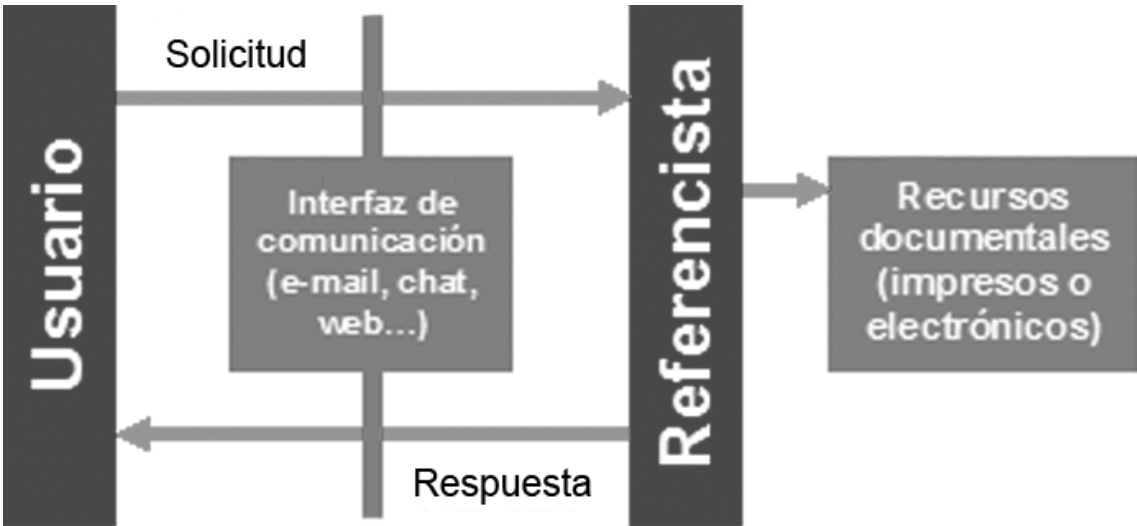 Usuario
Solicitud
Interfaz de
comunicación
(e-mail, chat,
web...)
Respuesta
Referencista
Recursos
documentales
(impresos o
electrónicos)